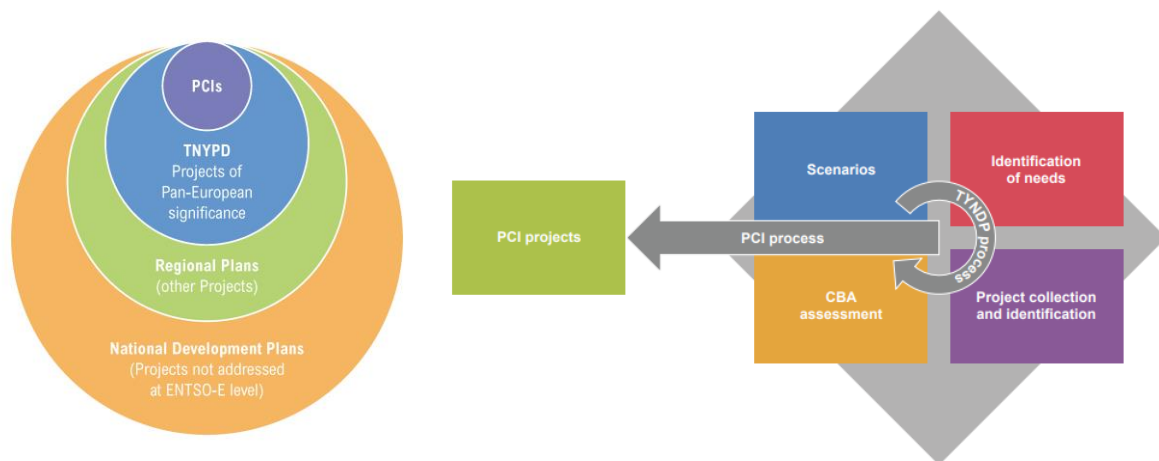 PCIs
TNYPD
Projects of
Pan-European
significance
Regional Plans
(other Projects)
National Development Plans
(Projects not addressed
at ENTSO-E level)
PCI projects
PCI process
Scenarios
Identification
of needs
TYNDP process
CBA
assessment
Project collection
and identification